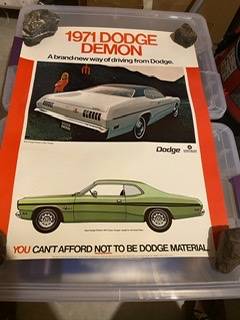 1971 DODGE
DEMON
A brand-new way of driving from Dodge.
Dodge
YOU CAN'T AFFORD NOT TO BE DODGE MATERIAL.